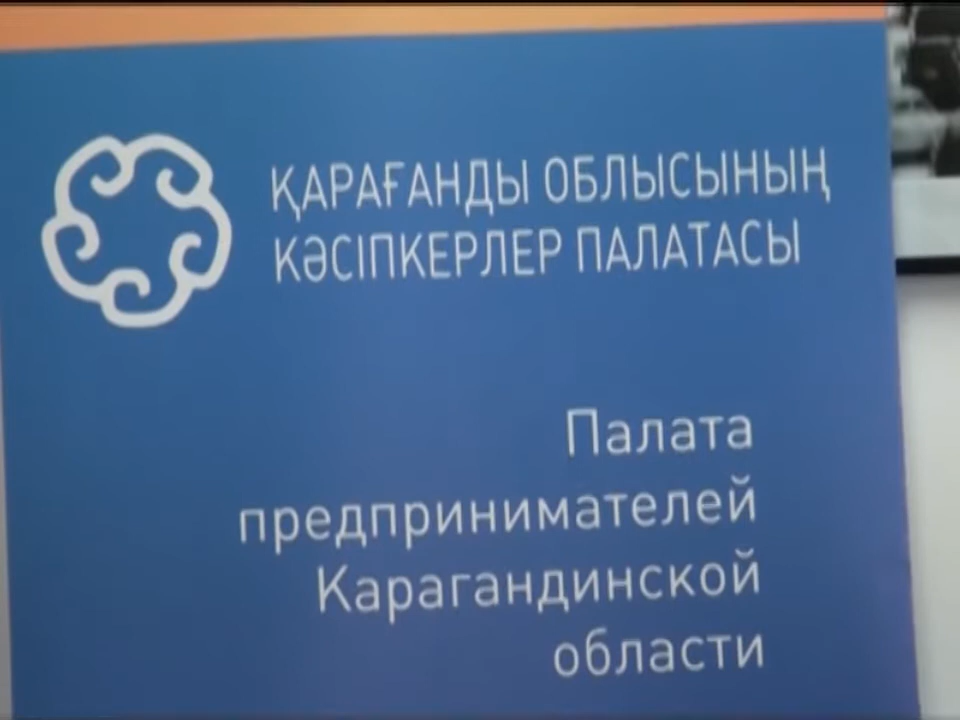 ҚАРАҒАНДЫ ОБЛЫСЫНЫҢ
КӘСІПКЕРЛЕР ПАЛАТАСЫ
Палата
предпринимателей
Карагандинской
области